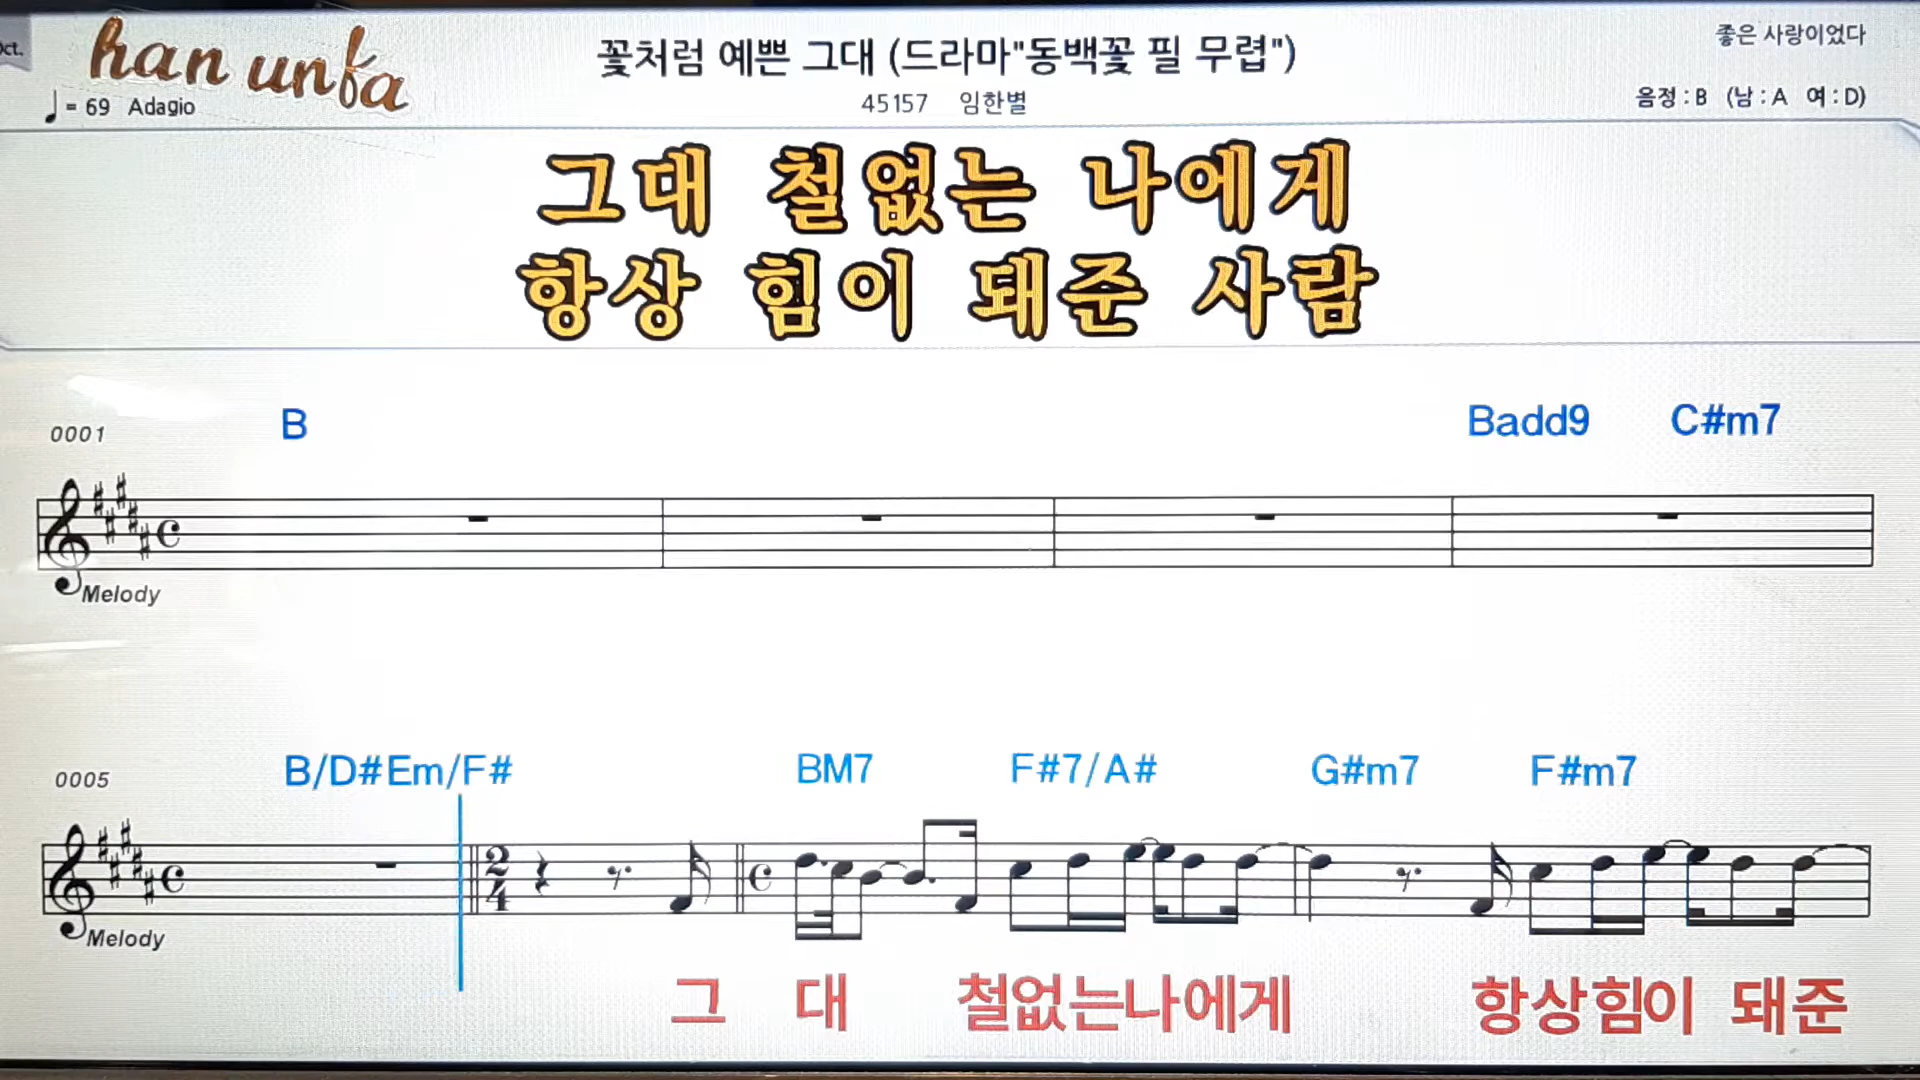 Oct.
han unfa
꽃처럼 예쁜 그대 (드라마"동백꽃 필 무렵")
좋은 사랑이었다
♩= 69 Adagio
45157 임한별
음정 : B (남 : A 여 : D)
그대 철없는 나에게
항상 힘이 돼준 사람
0001 B Badd9 C#m7
Melody
0005 B/D# Em/F# BM7 F#7/A# G#m7 F#m7
2
4
Melody
그 대 철없는나에게 항상힘이 돼준